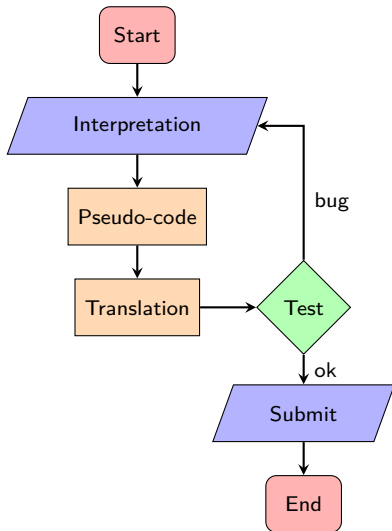 Start
Interpretation
Pseudo-code
bug
Translation
Test
ok
Submit
End